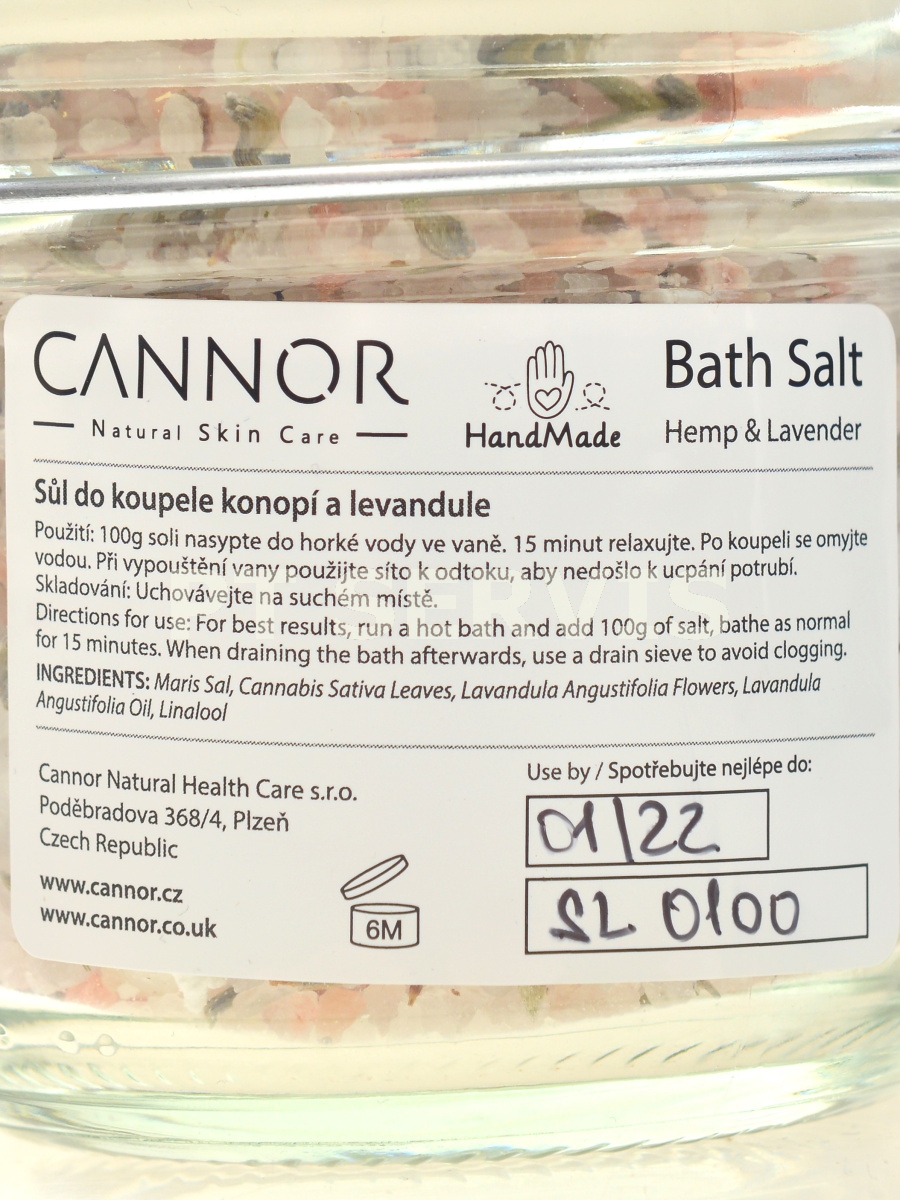 CANNOR
Natural Skin Care
HandMade
Bath Salt
Hemp & Lavender
Sůl do koupele konopí a levandule
Použití: 100g soli nasypte do horké vody ve vaně. 15 minut relaxujte. Po koupeli se omyjte
vodou. Při vypouštění vany použijte síto k odtoku, aby nedošlo k ucpání potrubí.
Skladování: Uchovávejte na suchém místě.
Directions for use: For best results, run a hot bath and add 100g of salt, bathe as normal
for 15 minutes. When draining the bath afterwards, use a drain sieve to avoid clogging.
INGREDIENTS: Maris Sal, Cannabis Sativa Leaves, Lavandula Angustifolia Flowers, Lavandula
Angustifolia Oil, Linalool
Cannor Natural Health Care s.r.o.
Poděbradova 368/4, Plzeň
Czech Republic
www.cannor.cz
www.cannor.co.uk
6M
Use by / Spotřebujte nejlépe do:
01/22
SL 0100